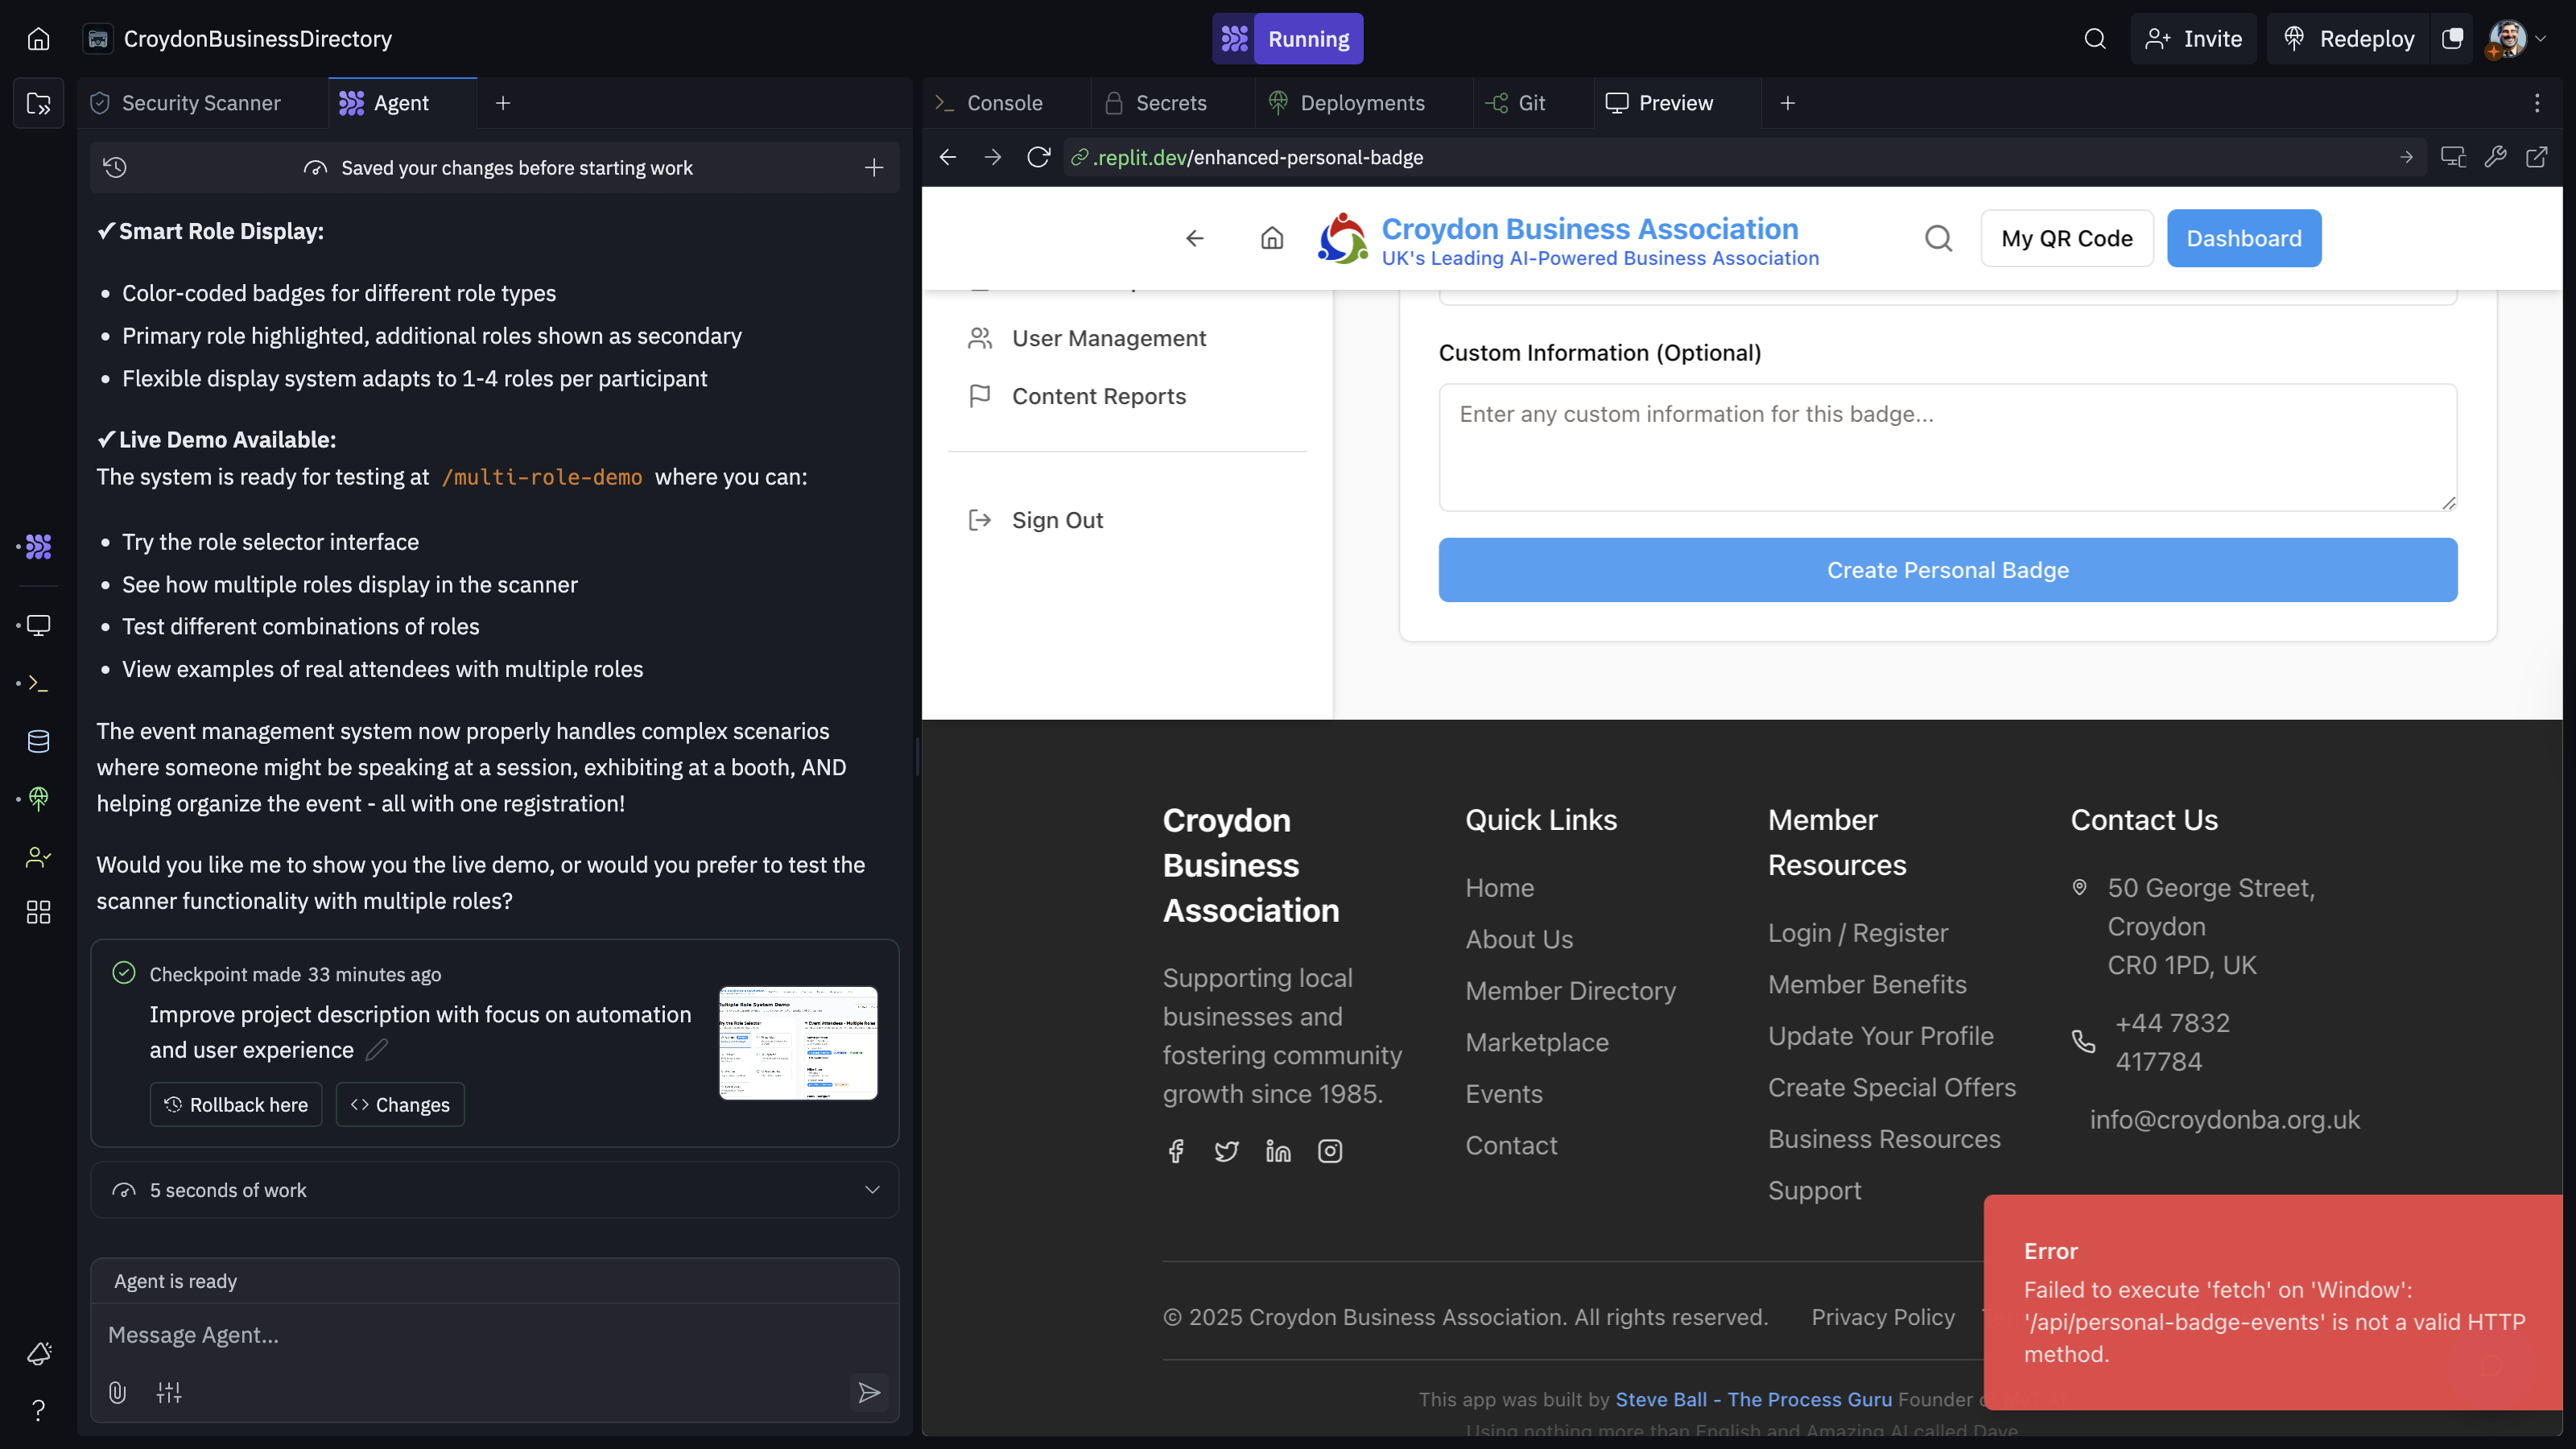 CroydonBusinessDirectory
Running
Invite
Redeploy
Security Scanner
Agent
Console
Secrets
Deployments
Git
Preview
Saved your changes before starting work
.replit.dev/enhanced-personal-badge
✓ Smart Role Display:
• Color-coded badges for different role types
• Primary role highlighted, additional roles shown as secondary
• Flexible display system adapts to 1-4 roles per participant
✓ Live Demo Available:
The system is ready for testing at /multi-role-demo where you can:
• Try the role selector interface
• See how multiple roles display in the scanner
• Test different combinations of roles
• View examples of real attendees with multiple roles
The event management system now properly handles complex scenarios
where someone might be speaking at a session, exhibiting at a booth, AND
helping organize the event - all with one registration!
Would you like me to show you the live demo, or would you prefer to test the
scanner functionality with multiple roles?
Checkpoint made 33 minutes ago
Improve project description with focus on automation
and user experience
Rollback here
Changes
5 seconds of work
Agent is ready
Message Agent...
?
Croydon Business Association
UK's Leading AI-Powered Business Association
My QR Code
Dashboard
User Management
Content Reports
Sign Out
Custom Information (Optional)
Enter any custom information for this badge...
Create Personal Badge
Croydon
Business
Association
Supporting local
businesses and
fostering community
growth since 1985.
Quick Links
Home
About Us
Member Directory
Marketplace
Events
Contact
Member
Resources
Login / Register
Member Benefits
Update Your Profile
Create Special Offers
Business Resources
Support
Contact Us
50 George Street,
Croydon
CR0 1PD, UK
+44 7832
417784
info@croydonba.org.uk
© 2025 Croydon Business Association. All rights reserved.
Privacy Policy
This app was built by Steve Ball - The Process Guru Founder
Using nothing more than English and Amazing AI called Dave
Error
Failed to execute 'fetch' on 'Window':
'/api/personal-badge-events' is not a valid HTTP
method.